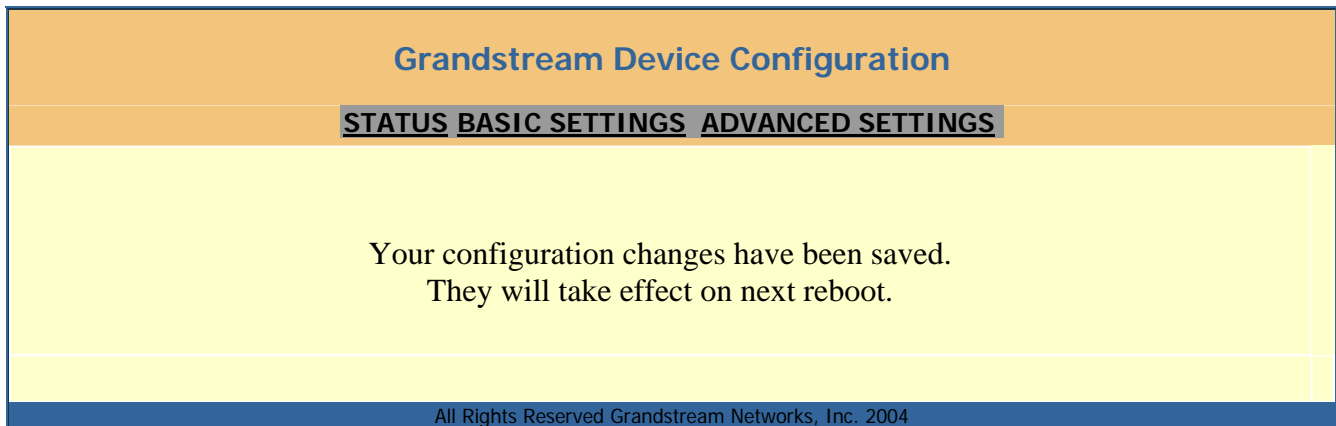 Grandstream Device Configuration
STATUS BASIC SETTINGS ADVANCED SETTINGS
Your configuration changes have been saved.
They will take effect on next reboot.
All Rights Reserved Grandstream Networks, Inc. 2004